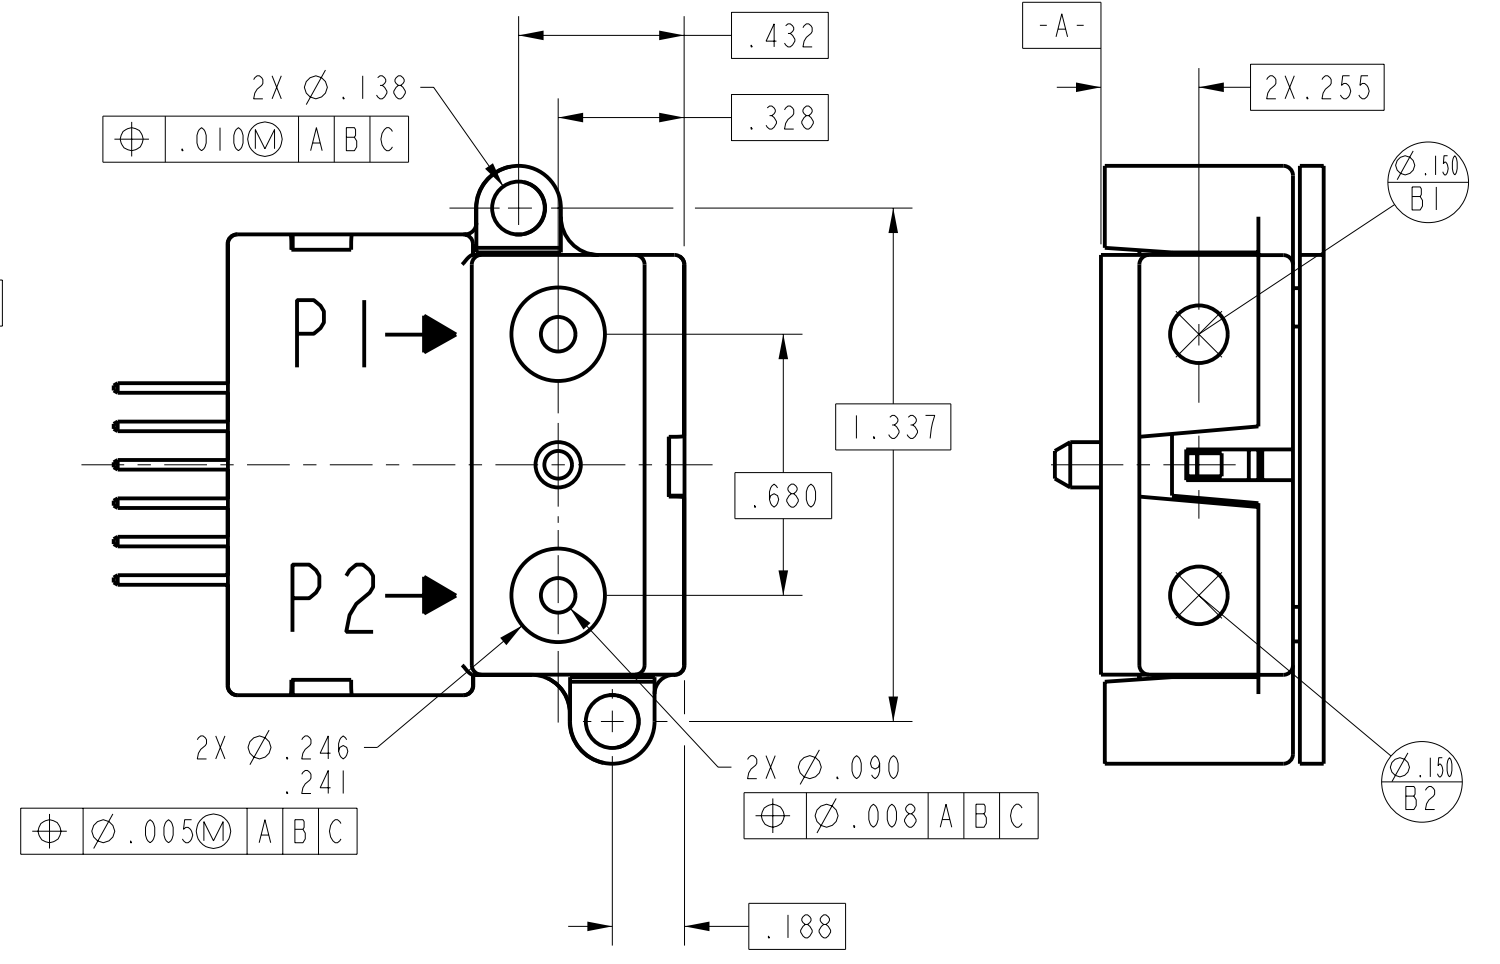 .432
-A-
2X Ø.138
2X.255
.328
⌖ .010Ⓜ A B C
Ø.150
B1
P1
1.337
.680
P2
2X Ø.246
.241
2X Ø.090
Ø.150
B2
⌖ Ø.005Ⓜ A B C
⌖ Ø.008 A B C
.188